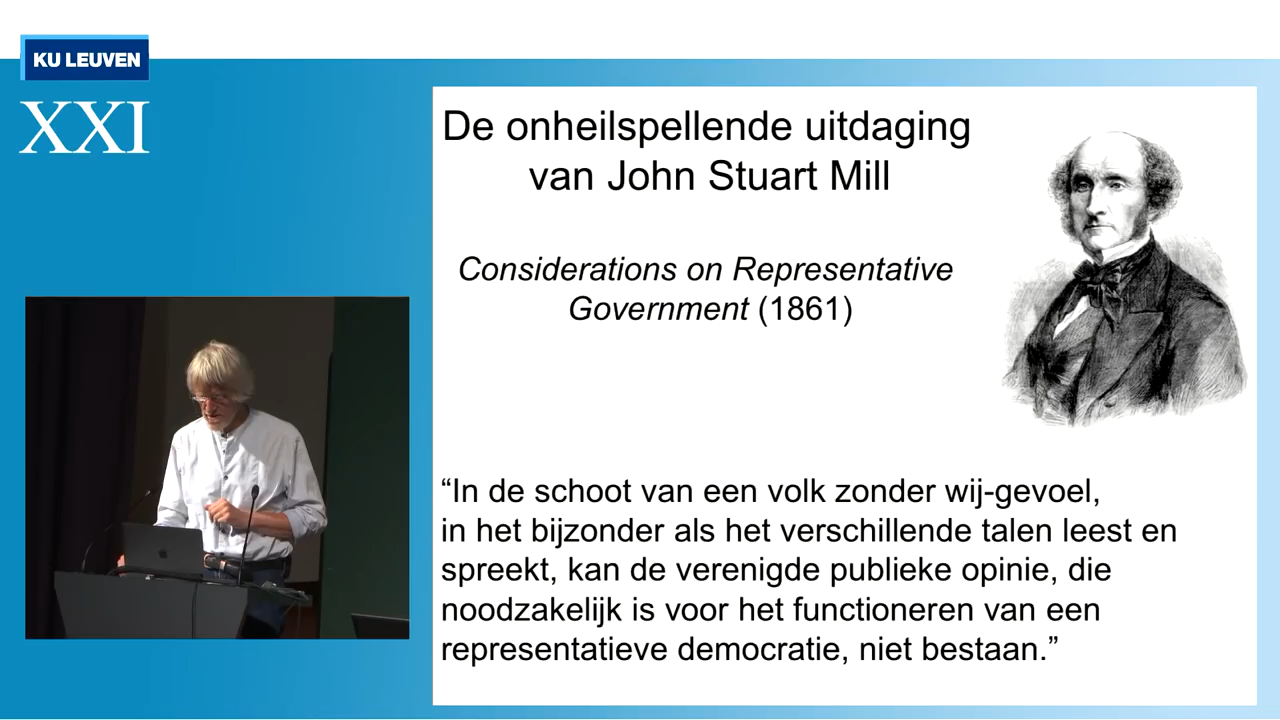 KU LEUVEN
XXI
De onheilspellende uitdaging
van John Stuart Mill
Considerations on Representative
Government (1861)
“In de schoot van een volk zonder wij-gevoel,
in het bijzonder als het verschillende talen leest en
spreekt, kan de verenigde publieke opinie, die
noodzakelijk is voor het functioneren van een
representatieve democratie, niet bestaan.”